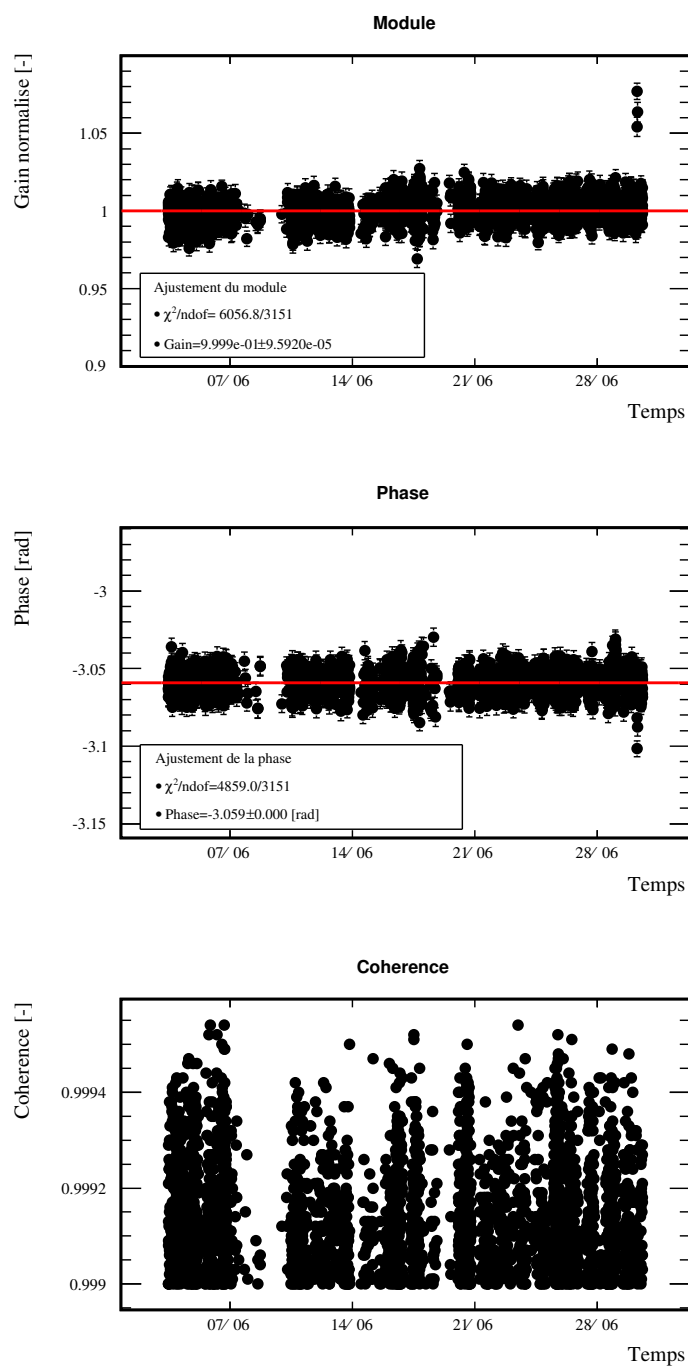 Module
Gain normalise [-]
1.05
1
0.95
0.9
Ajustement du module
• χ²/ndof= 6056.8/3151
• Gain=9.999e-01±9.5920e-05
07/ 06 14/ 06 21/ 06 28/ 06
Temps
Phase
Phase [rad]
-3
-3.05
-3.1
-3.15
Ajustement de la phase
• χ²/ndof=4859.0/3151
• Phase=-3.059±0.000 [rad]
07/ 06 14/ 06 21/ 06 28/ 06
Temps
Coherence
Coherence [-]
0.9994
0.9992
0.999
07/ 06 14/ 06 21/ 06 28/ 06
Temps